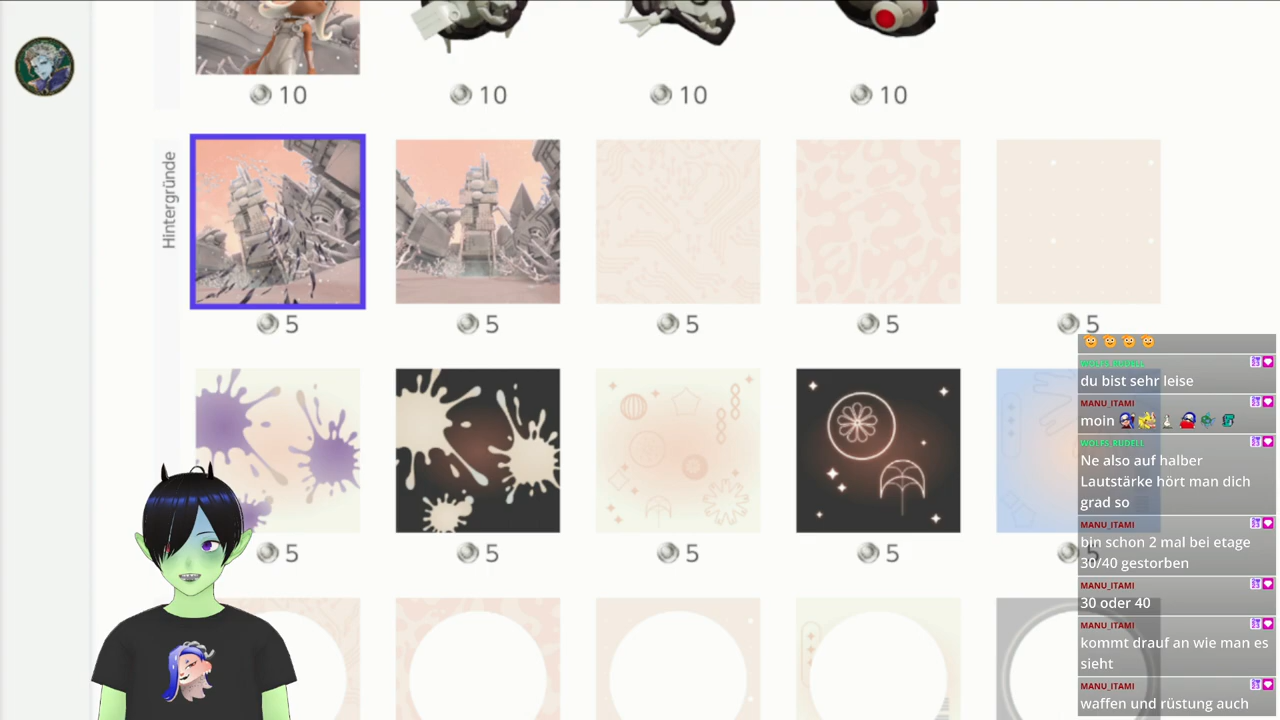 10
10
10
10
Hintergründe
5
5
5
5
5
5
5
5
5
5
WOLFS_RUDELL
du bist sehr leise
MANU_ITAMI
moin
WOLFS_RUDELL
Ne also auf halber
Lautstärke hört man dich
grad so
MANU_ITAMI
bin schon 2 mal bei etage
30/40 gestorben
MANU_ITAMI
30 oder 40
MANU_ITAMI
kommt drauf an wie man es
sieht
MANU_ITAMI
waffen und rüstung auch